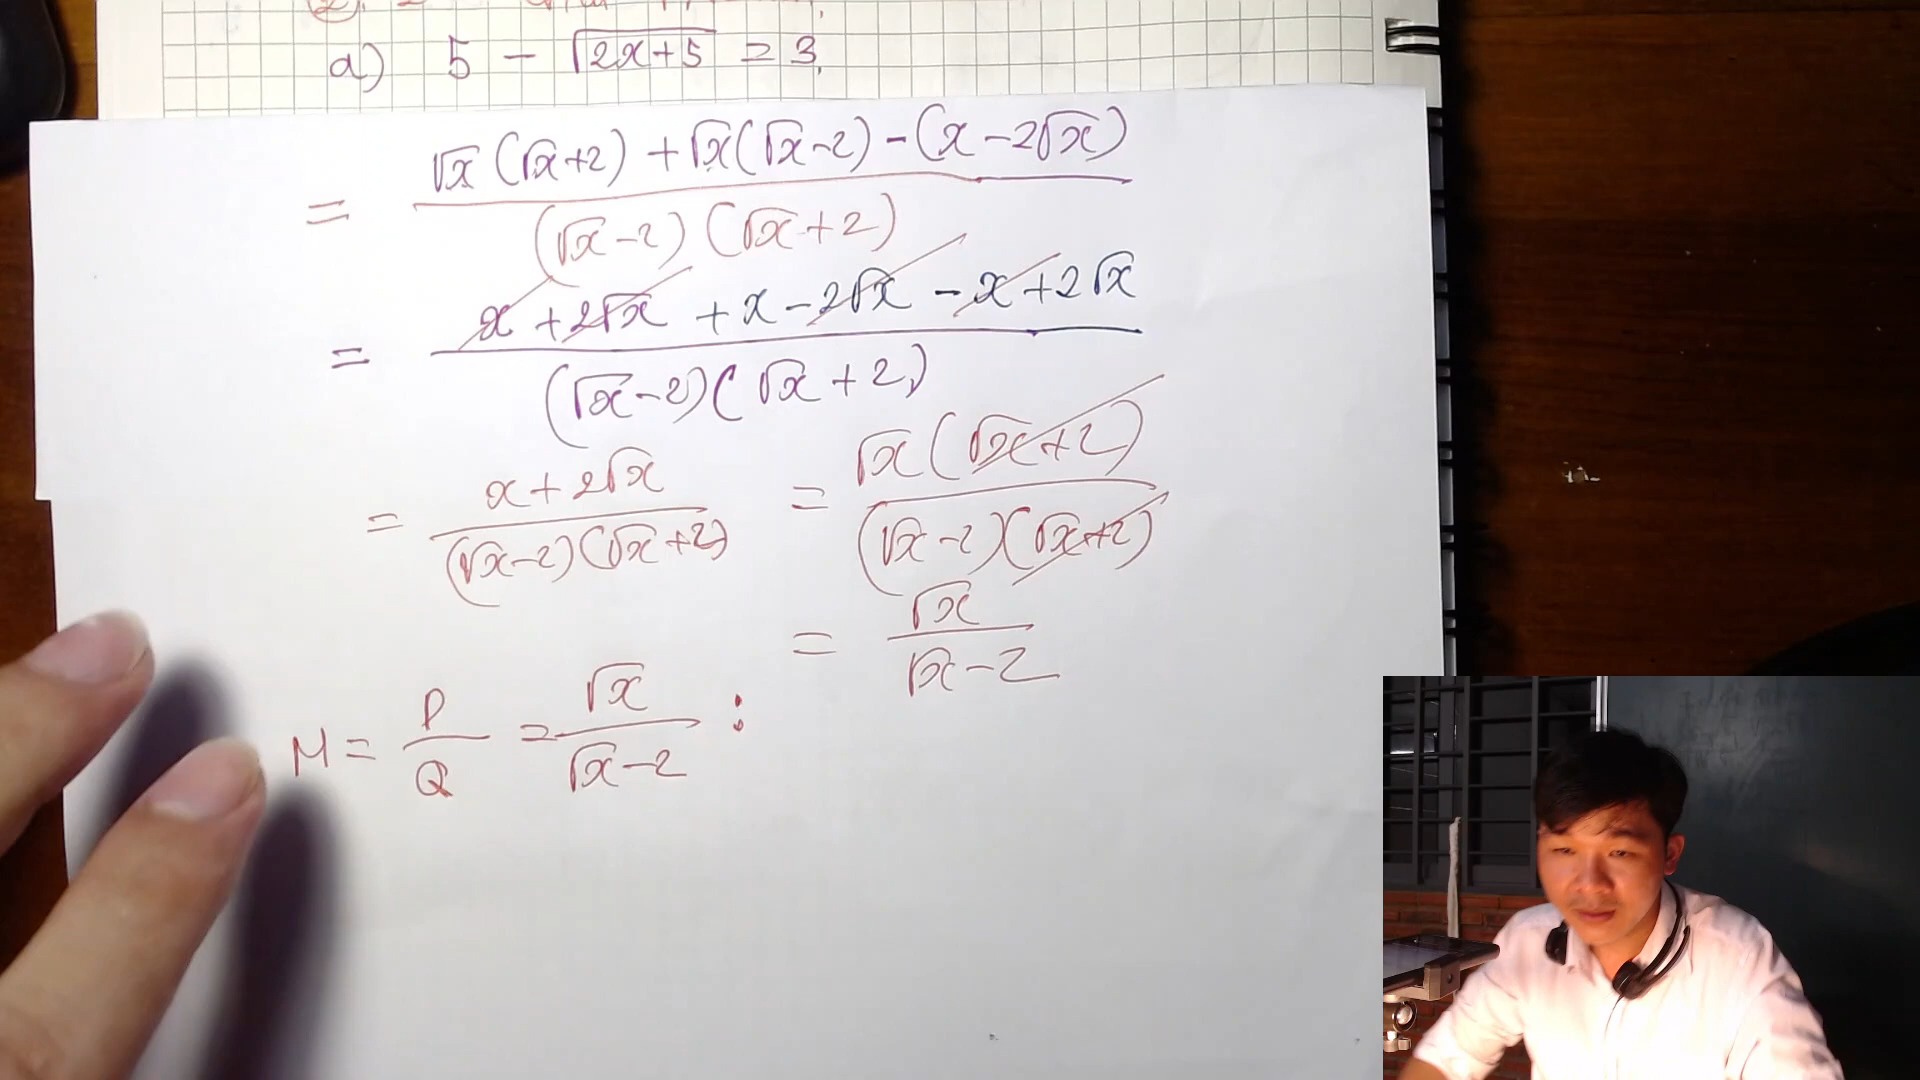 a) 5 - √(2x+5) = 3
= (√x(√x+2) + √x(√x-2) - (x-2√x)) / ((√x-2)(√x+2))
= (x + 2√x + x - 2√x - x + 2√x) / ((√x-2)(√x+2))
= (x+2√x) / ((√x-2)(√x+2)) = (√x(√x+2)) / ((√x-2)(√x+2))
= √x / (√x-2)
M = P/Q = √x / (√x-2) :